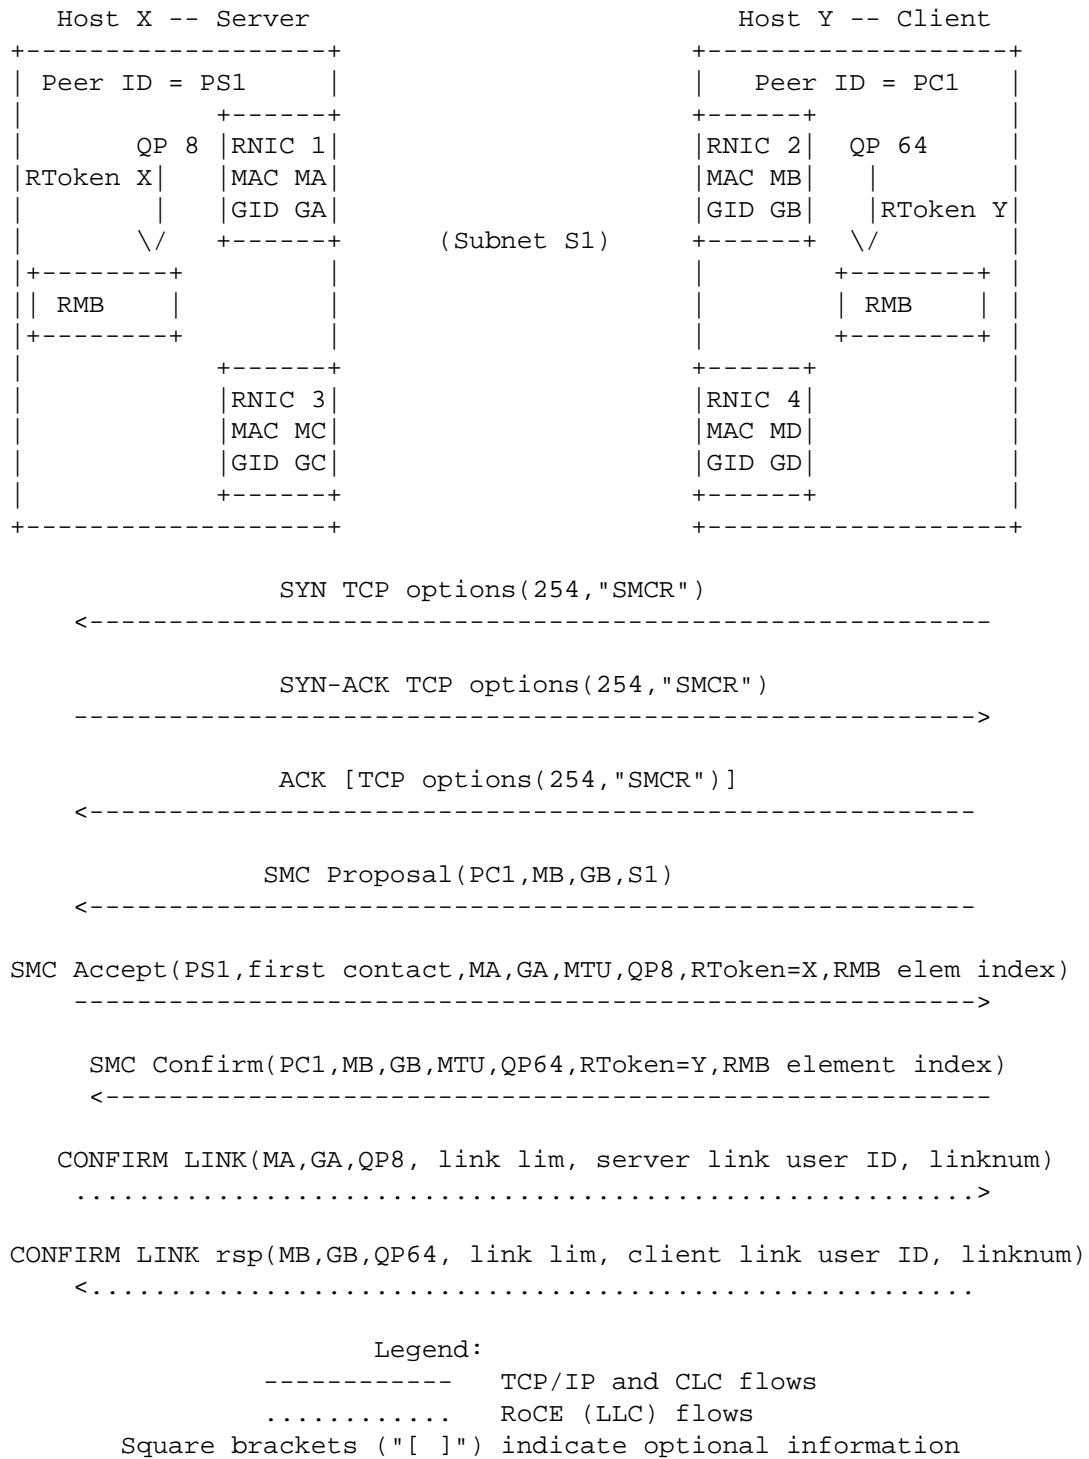 Host X -- Server                           Host Y -- Client
+-------------------+                      +-------------------+
| Peer ID = PS1     |                      |   Peer ID = PC1   |
|            +------+                      +------+            |
|       QP 8 |RNIC 1|                      |RNIC 2|  QP 64     |
|RToken X|   |MAC MA|                      |MAC MB|   |        |
|        |   |GID GA|                      |GID GB|   |RToken Y|
|       \/   +------+      (Subnet S1)     +------+  \/        |
|+--------+         |                      |        +--------+ |
|| RMB    |         |                      |        | RMB    | |
|+--------+         |                      |        +--------+ |
|            +------+                      +------+            |
|            |RNIC 3|                      |RNIC 4|            |
|            |MAC MC|                      |MAC MD|            |
|            |GID GC|                      |GID GD|            |
|            +------+                      +------+            |
+-------------------+                      +-------------------+
                 SYN TCP options(254,"SMCR")
    <---------------------------------------------------------
                 SYN-ACK TCP options(254,"SMCR")
    --------------------------------------------------------->
                 ACK [TCP options(254,"SMCR")]
    <--------------------------------------------------------
                SMC Proposal(PC1,MB,GB,S1)
    <--------------------------------------------------------
SMC Accept(PS1,first contact,MA,GA,MTU,QP8,RToken=X,RMB elem index)
    --------------------------------------------------------->
     SMC Confirm(PC1,MB,GB,MTU,QP64,RToken=Y,RMB element index)
     <--------------------------------------------------------
   CONFIRM LINK(MA,GA,QP8, link lim, server link user ID, linknum)
    .........................................................>
CONFIRM LINK rsp(MB,GB,QP64, link lim, client link user ID, linknum)
    <........................................................
                       Legend:
                ------------   TCP/IP and CLC flows
                ............   RoCE (LLC) flows
       Square brackets ("[ ]") indicate optional information